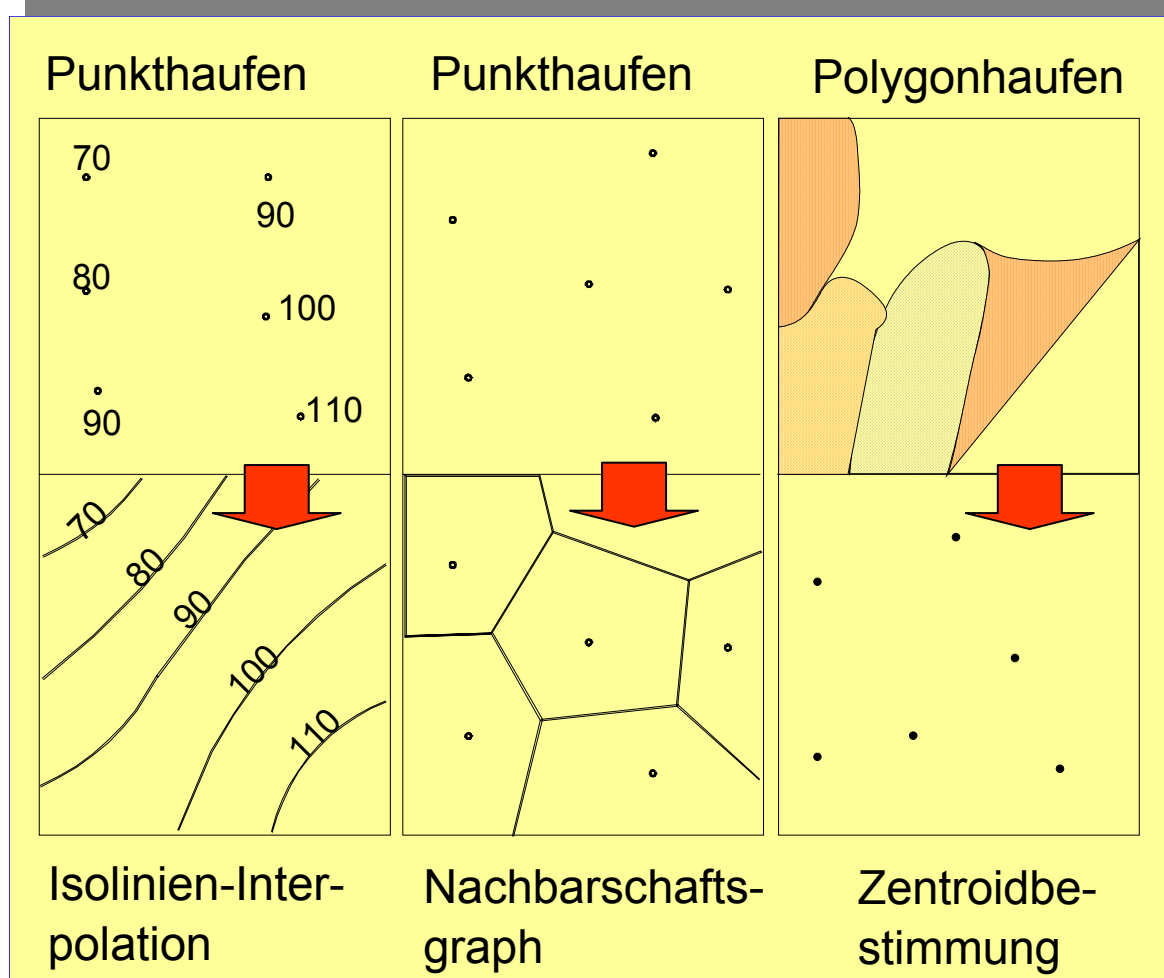 Punkthaufen
Punkthaufen
Polygonhaufen
70
90
80
100
90
110
70
80
90
100
110
Isolinien-Inter-
polation
Nachbarschafts-
graph
Zentroidbe-
stimmung